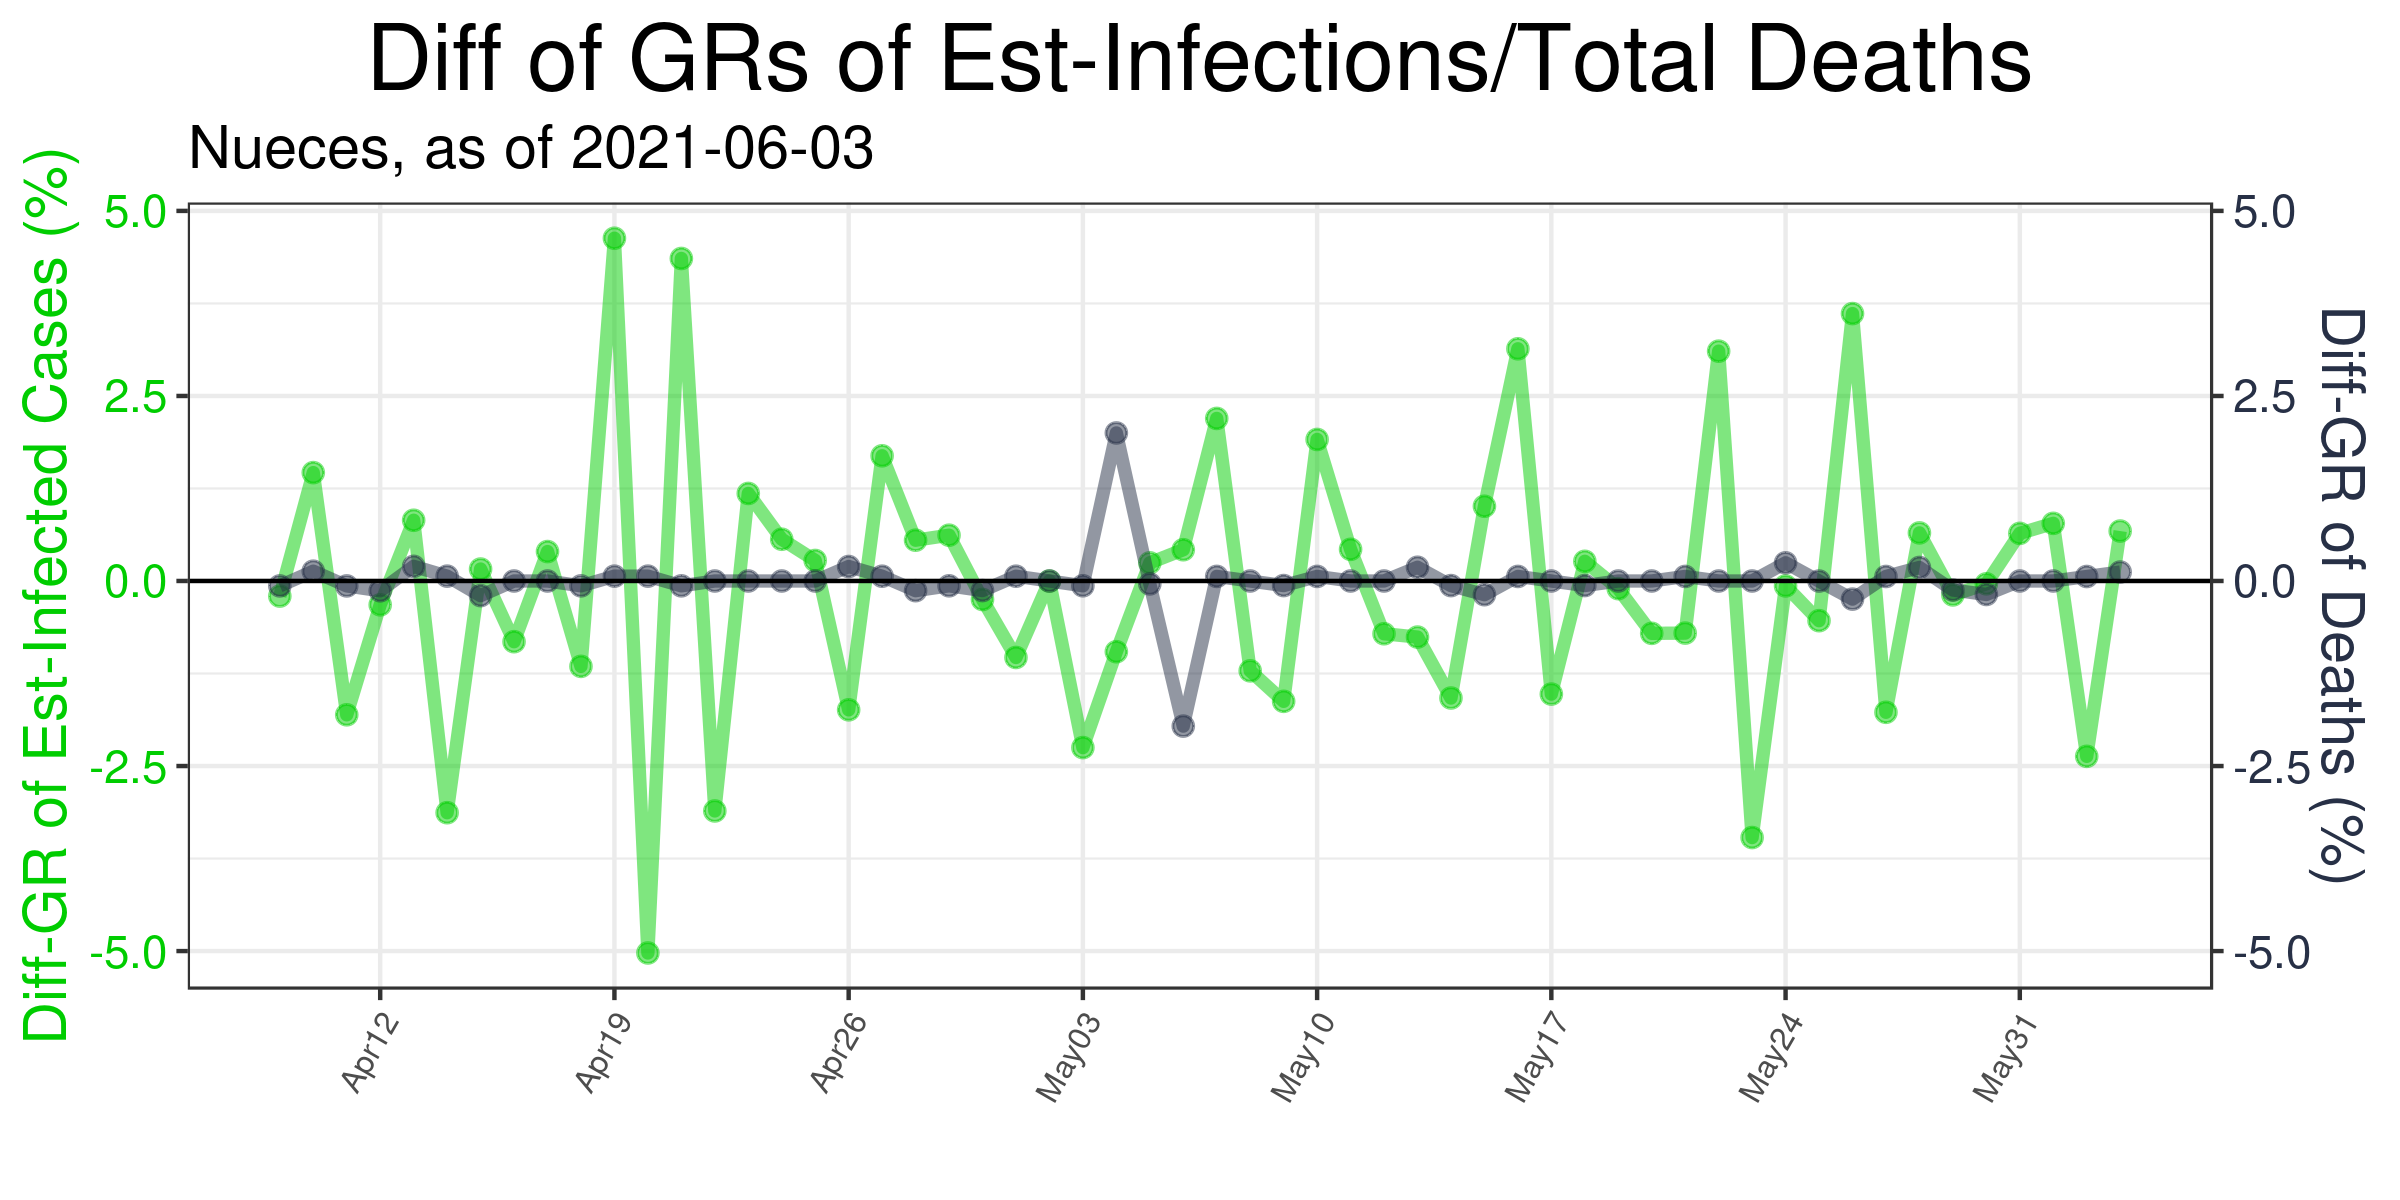 Diff of GRs of Est-Infections/Total Deaths
Nueces, as of 2021-06-03
Diff-GR of Est-Infected Cases (%)
5.0
2.5
0.0
-2.5
-5.0
5.0
2.5
0.0
-2.5
-5.0
Diff-GR of Deaths (%)
Apr12
Apr19
Apr26
May03
May10
May17
May24
May31